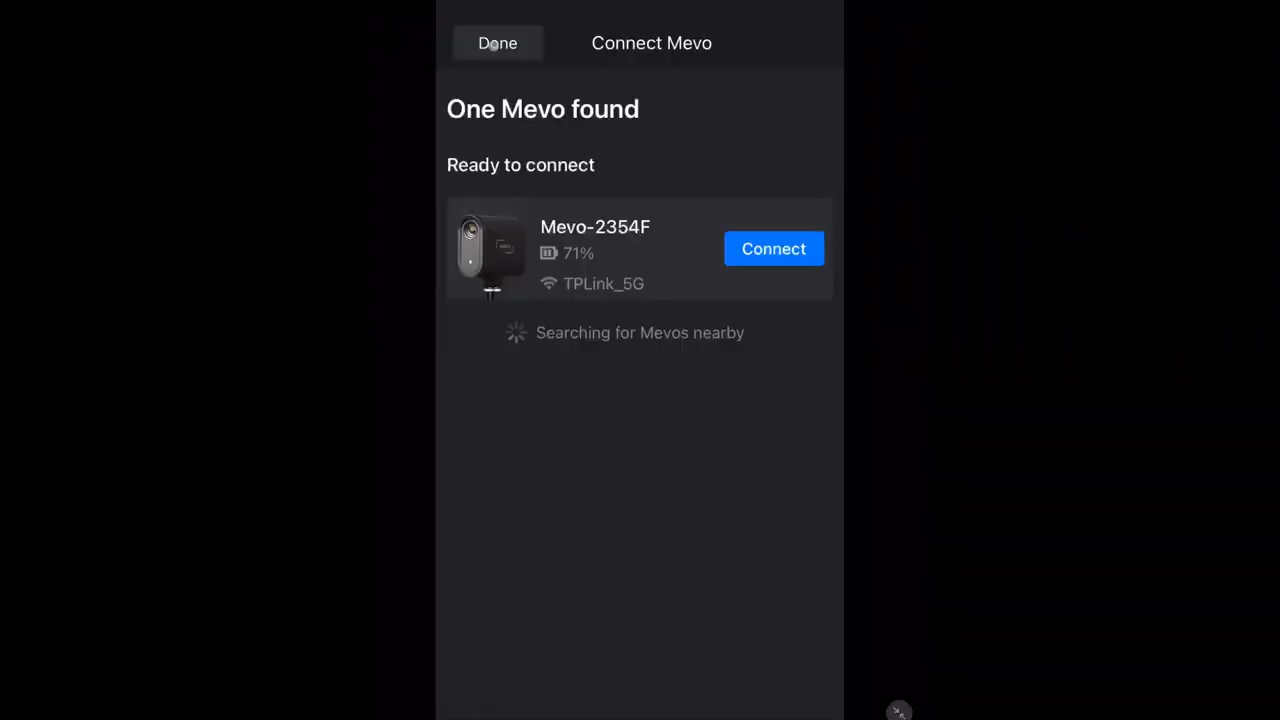 Done
Connect Mevo
One Mevo found
Ready to connect
Mevo-2354F
71%
TPLink_5G
Connect
Searching for Mevos nearby